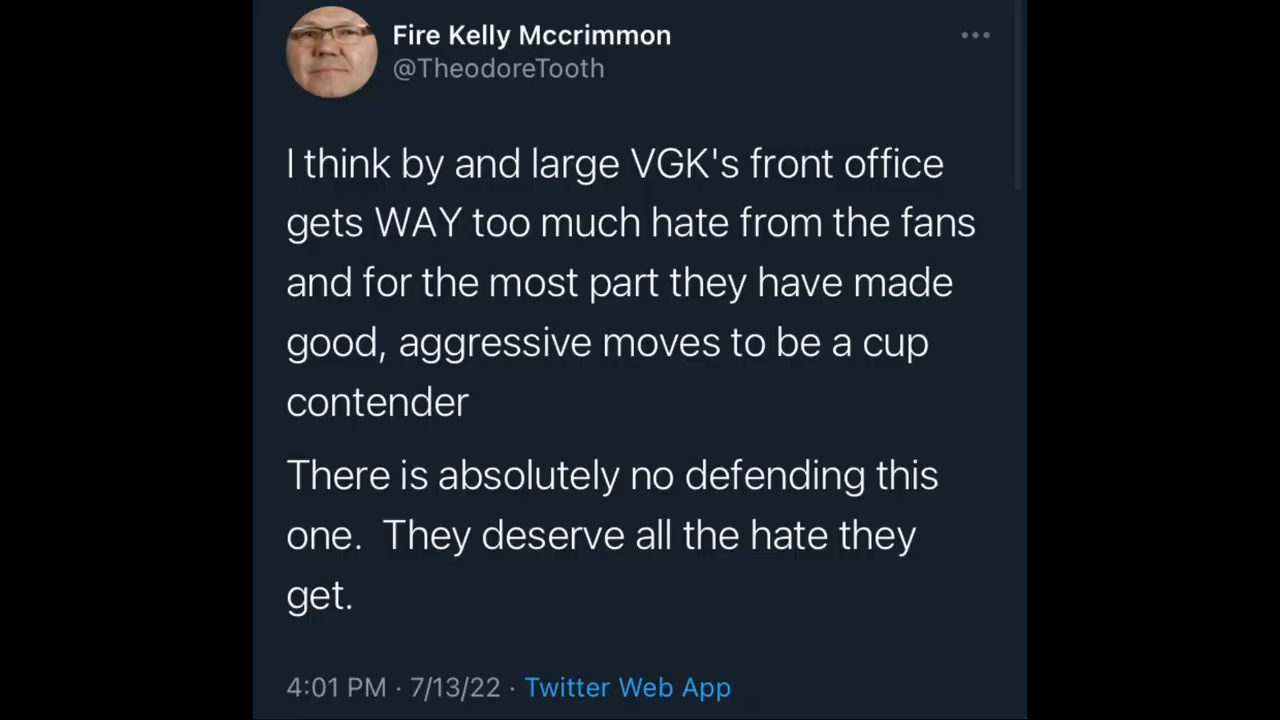 Fire Kelly Mccrimmon
@TheodoreTooth
I think by and large VGK's front office
gets WAY too much hate from the fans
and for the most part they have made
good, aggressive moves to be a cup
contender
There is absolutely no defending this
one.  They deserve all the hate they
get.
4:01 PM · 7/13/22 · Twitter Web App